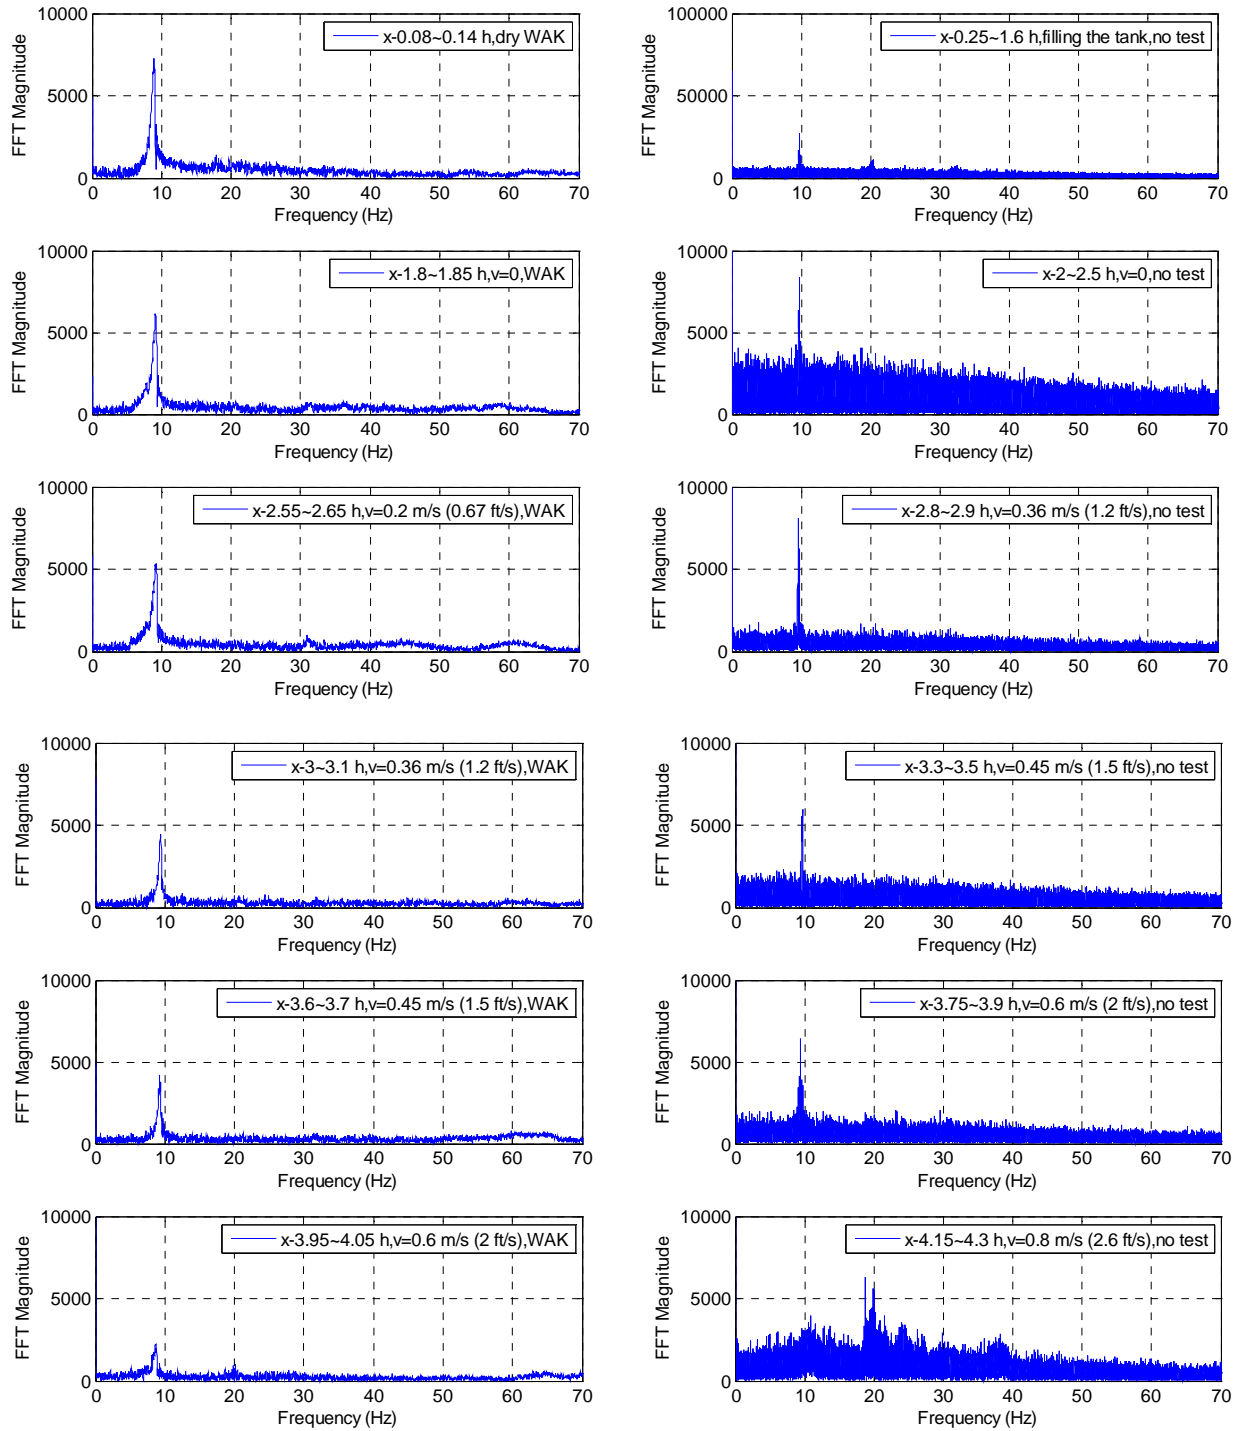 10000
x-0.08~0.14 h,dry WAK
FFT Magnitude
5000
0
0 10 20 30 40 50 60 70
Frequency (Hz)
100000
x-0.25~1.6 h,filling the tank,no test
FFT Magnitude
50000
0
0 10 20 30 40 50 60 70
Frequency (Hz)
10000
x-1.8~1.85 h,v=0,WAK
FFT Magnitude
5000
0
0 10 20 30 40 50 60 70
Frequency (Hz)
10000
x-2~2.5 h,v=0,no test
FFT Magnitude
5000
0
0 10 20 30 40 50 60 70
Frequency (Hz)
10000
x-2.55~2.65 h,v=0.2 m/s (0.67 ft/s),WAK
FFT Magnitude
5000
0
0 10 20 30 40 50 60 70
Frequency (Hz)
10000
x-2.8~2.9 h,v=0.36 m/s (1.2 ft/s),no test
FFT Magnitude
5000
0
0 10 20 30 40 50 60 70
Frequency (Hz)
10000
x-3~3.1 h,v=0.36 m/s (1.2 ft/s),WAK
FFT Magnitude
5000
0
0 10 20 30 40 50 60 70
Frequency (Hz)
10000
x-3.3~3.5 h,v=0.45 m/s (1.5 ft/s),no test
FFT Magnitude
5000
0
0 10 20 30 40 50 60 70
Frequency (Hz)
10000
x-3.6~3.7 h,v=0.45 m/s (1.5 ft/s),WAK
FFT Magnitude
5000
0
0 10 20 30 40 50 60 70
Frequency (Hz)
10000
x-3.75~3.9 h,v=0.6 m/s (2 ft/s),no test
FFT Magnitude
5000
0
0 10 20 30 40 50 60 70
Frequency (Hz)
10000
x-3.95~4.05 h,v=0.6 m/s (2 ft/s),WAK
FFT Magnitude
5000
0
0 10 20 30 40 50 60 70
Frequency (Hz)
10000
x-4.15~4.3 h,v=0.8 m/s (2.6 ft/s),no test
FFT Magnitude
5000
0
0 10 20 30 40 50 60 70
Frequency (Hz)